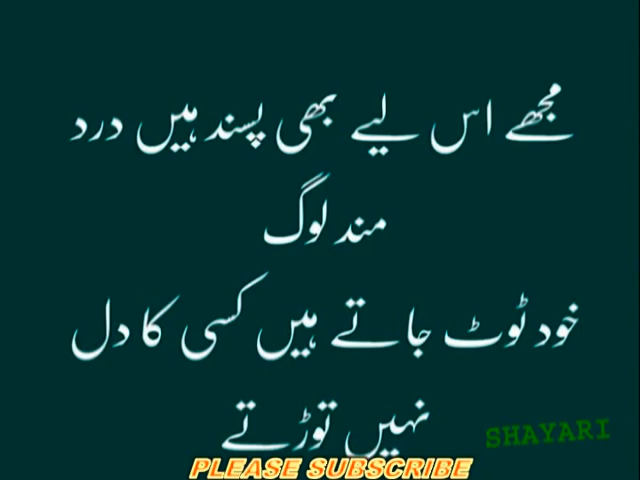 مجھے اس لیے بھی پسند ہیں درد
مند لوگ
خود ٹوٹ جاتے ہیں کسی کا دل
نہیں توڑتے
SHAYARI
PLEASE SUBSCRIBE